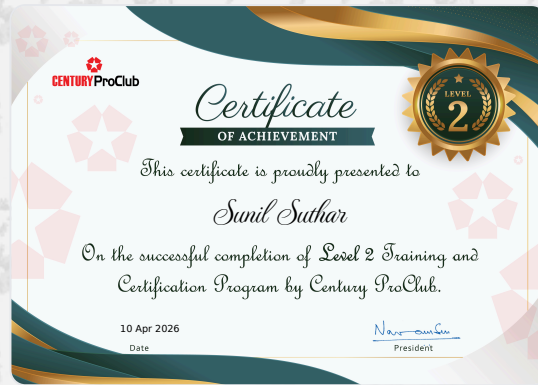 CENTURY ProClub
LEVEL
2
Certificate
OF ACHIEVEMENT
This certificate is proudly presented to
Sunil Suthar
On the successful completion of Level 2 Training and
Certification Program by Century ProClub.
10 Apr 2026
Date
President